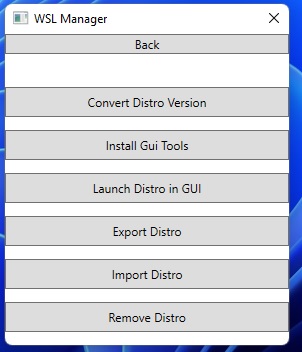 WSL Manager
Back
Convert Distro Version
Install Gui Tools
Launch Distro in GUI
Export Distro
Import Distro
Remove Distro